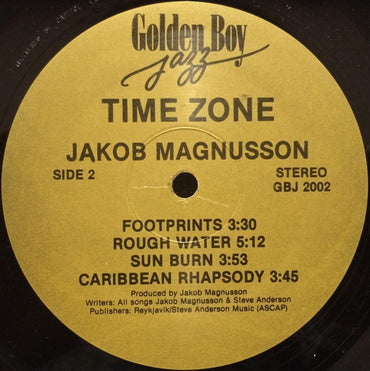 Golden Boy
jazz
TIME ZONE
JAKOB MAGNUSSON
SIDE 2
STEREO
GBJ 2002
FOOTPRINTS 3:30
ROUGH WATER 5:12
SUN BURN 3:53
CARIBBEAN RHAPSODY 3:45
Produced by Jakob Magnusson
Writers: All songs Jakob Magnusson & Steve Anderson
Publishers: Reykjavik/Steve Anderson Music (ASCAP)